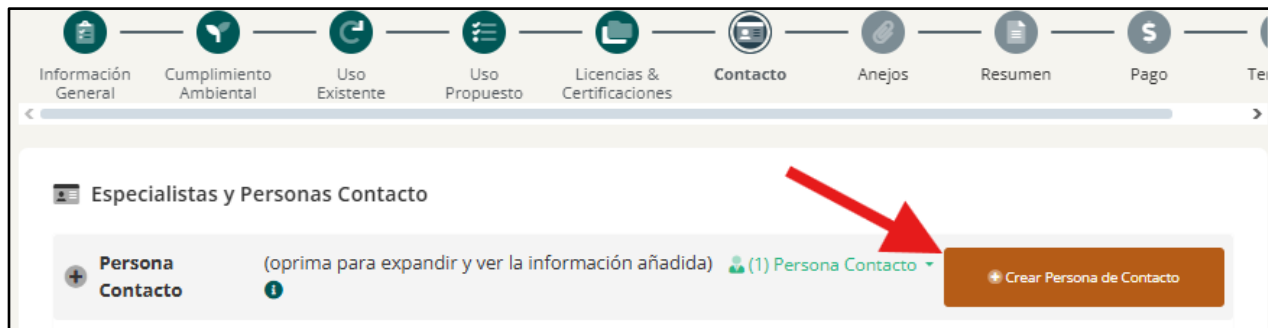 Información General
Cumplimiento Ambiental
Uso Existente
Uso Propuesto
Licencias & Certificaciones
Contacto
Anejos
Resumen
Pago
Especialistas y Personas Contacto
Persona Contacto
(oprima para expandir y ver la información añadida)
(1) Persona Contacto
Crear Persona de Contacto